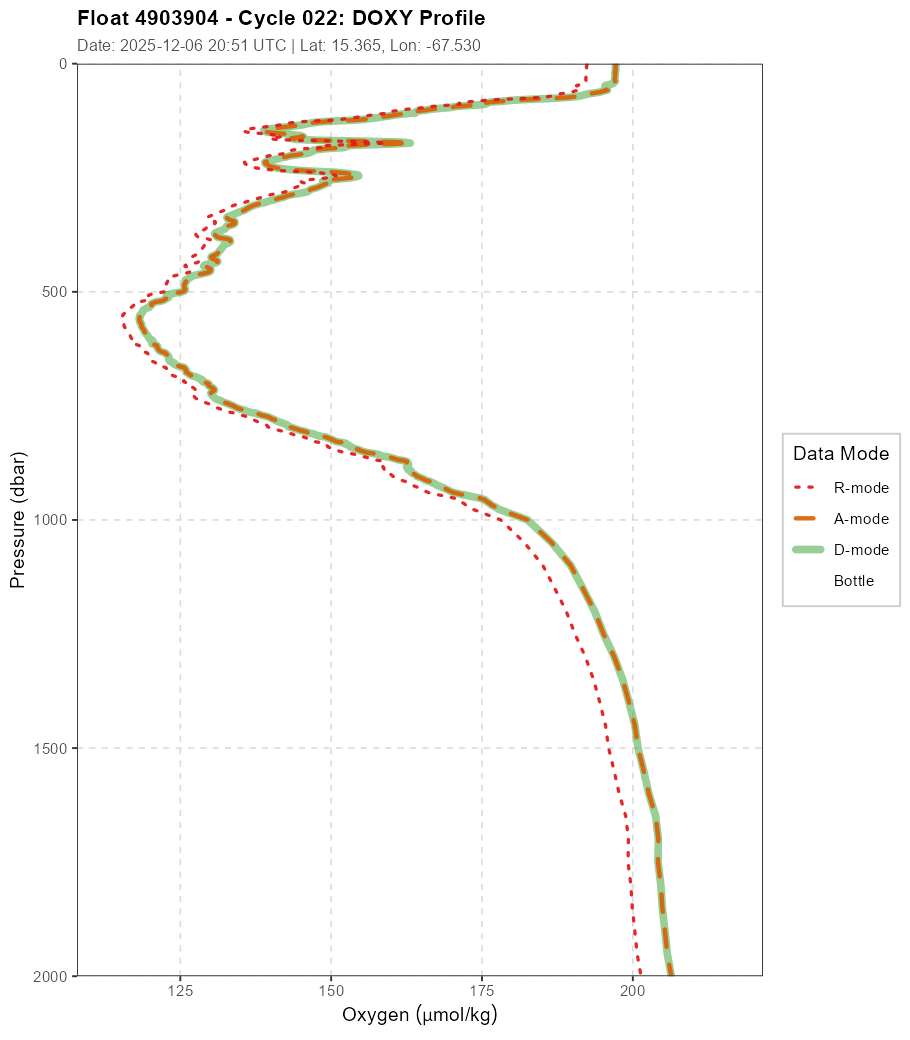 Float 4903904 - Cycle 022: DOXY Profile
Date: 2025-12-06 20:51 UTC | Lat: 15.365, Lon: -67.530
0
500
1000
1500
2000
Pressure (dbar)
125
150
175
200
Oxygen (µmol/kg)
Data Mode
R-mode
A-mode
D-mode
Bottle